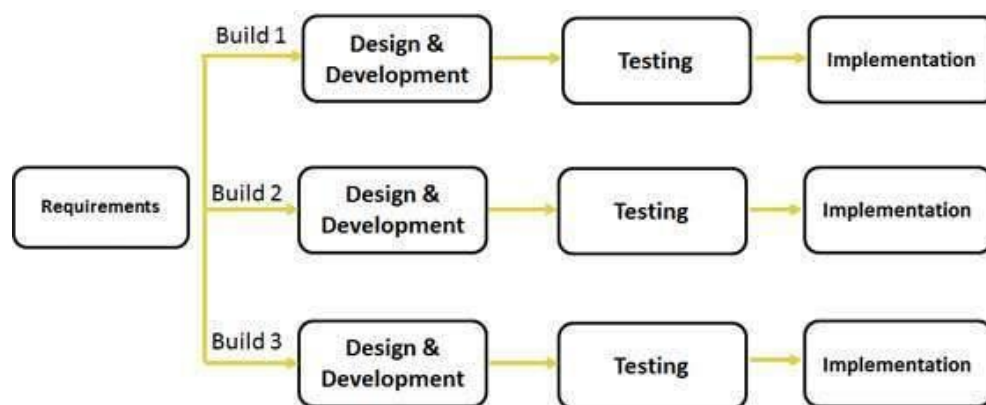 Build 1
Design &
Development
Testing
Implementation
Requirements
Build 2
Design &
Development
Testing
Implementation
Build 3
Design &
Development
Testing
Implementation